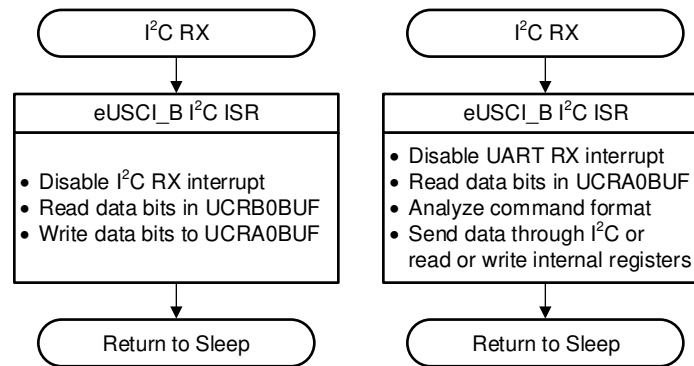 I²C RX
eUSCI_B I²C ISR
• Disable I²C RX interrupt
• Read data bits in UCRB0BUF
• Write data bits to UCRA0BUF
Return to Sleep
I²C RX
eUSCI_B I²C ISR
• Disable UART RX interrupt
• Read data bits in UCRA0BUF
• Analyze command format
• Send data through I²C or
read or write internal registers
Return to Sleep